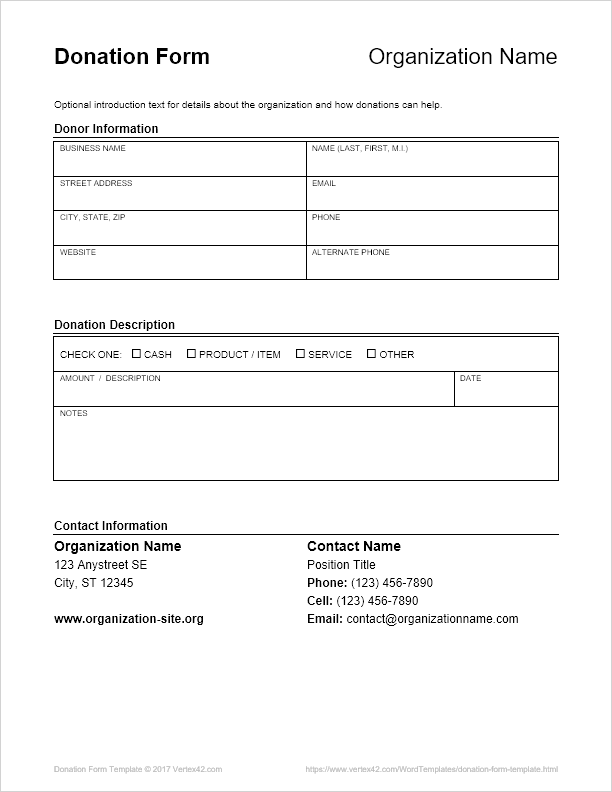 Donation Form Organization Name
Optional introduction text for details about the organization and how donations can help.
Donor Information
BUSINESS NAME NAME (LAST, FIRST, M.I.)
STREET ADDRESS EMAIL
CITY, STATE, ZIP PHONE
WEBSITE ALTERNATE PHONE
Donation Description
CHECK ONE: ☐ CASH ☐ PRODUCT / ITEM ☐ SERVICE ☐ OTHER
AMOUNT / DESCRIPTION DATE
NOTES
Contact Information
Organization Name Contact Name
123 Anystreet SE Position Title
City, ST 12345 Phone: (123) 456-7890
Cell: (123) 456-7890
www.organization-site.org Email: contact@organizationname.com
Donation Form Template © 2017 Vertex42.com https://www.vertex42.com/WordTemplates/donation-form-template.html